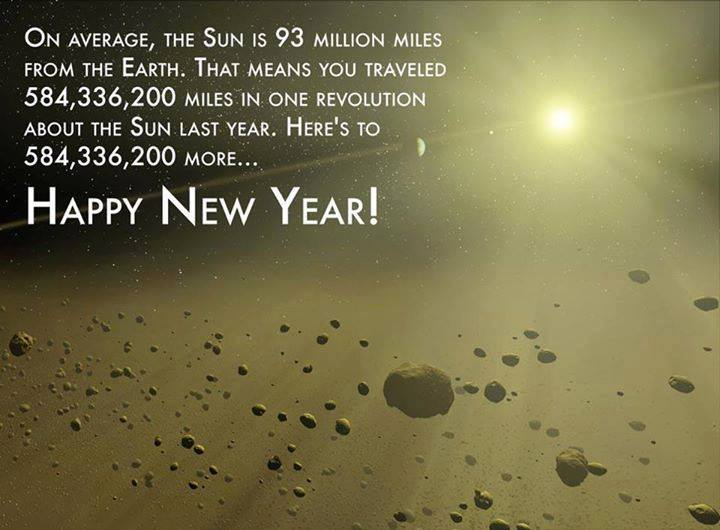 On average, the Sun is 93 million miles
from the Earth. That means you traveled
584,336,200 miles in one revolution
about the Sun last year. Here's to
584,336,200 more...
Happy New Year!